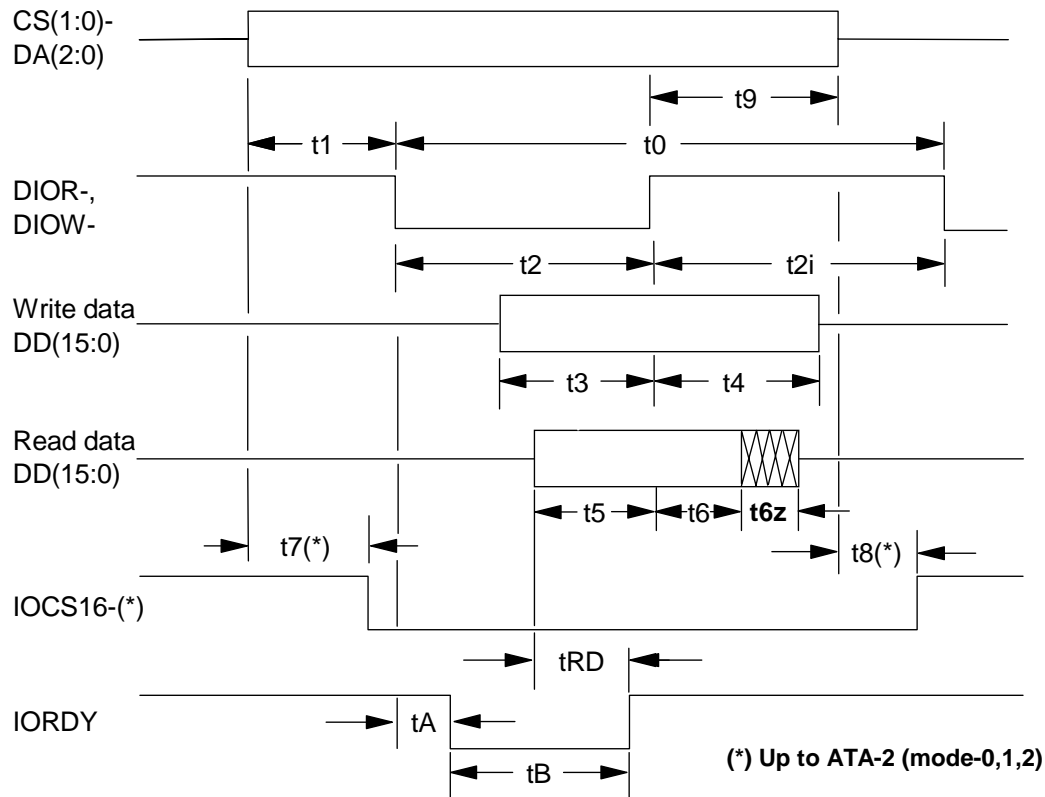 CS(1:0)-
DA(2:0)
t9
t1
t0
DIOR-,
DIOW-
t2
t2i
Write data
DD(15:0)
t3
t4
Read data
DD(15:0)
t5
t6
t6z
t7(*)
t8(*)
IOCS16-(*)
tRD
IORDY
tA
tB
(*) Up to ATA-2 (mode-0,1,2)